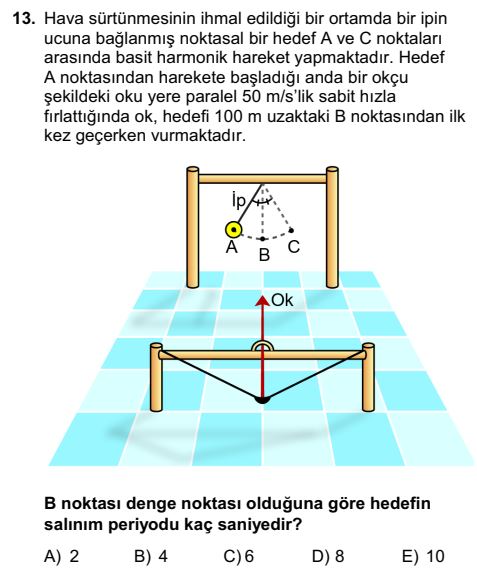 13. Hava sürtünmesinin ihmal edildiği bir ortamda bir ipin
ucuna bağlanmış noktasal bir hedef A ve C noktaları
arasında basit harmonik hareket yapmaktadır. Hedef
A noktasından harekete başladığı anda bir okçu
şekildeki oku yere paralel 50 m/s'lik sabit hızla
fırlattığında ok, hedefi 100 m uzaktaki B noktasından ilk
kez geçerken vurmaktadır.
İp
A
B
C
Ok
B noktası denge noktası olduğuna göre hedefin
salınım periyodu kaç saniyedir?
A) 2 B) 4 C) 6 D) 8 E) 10